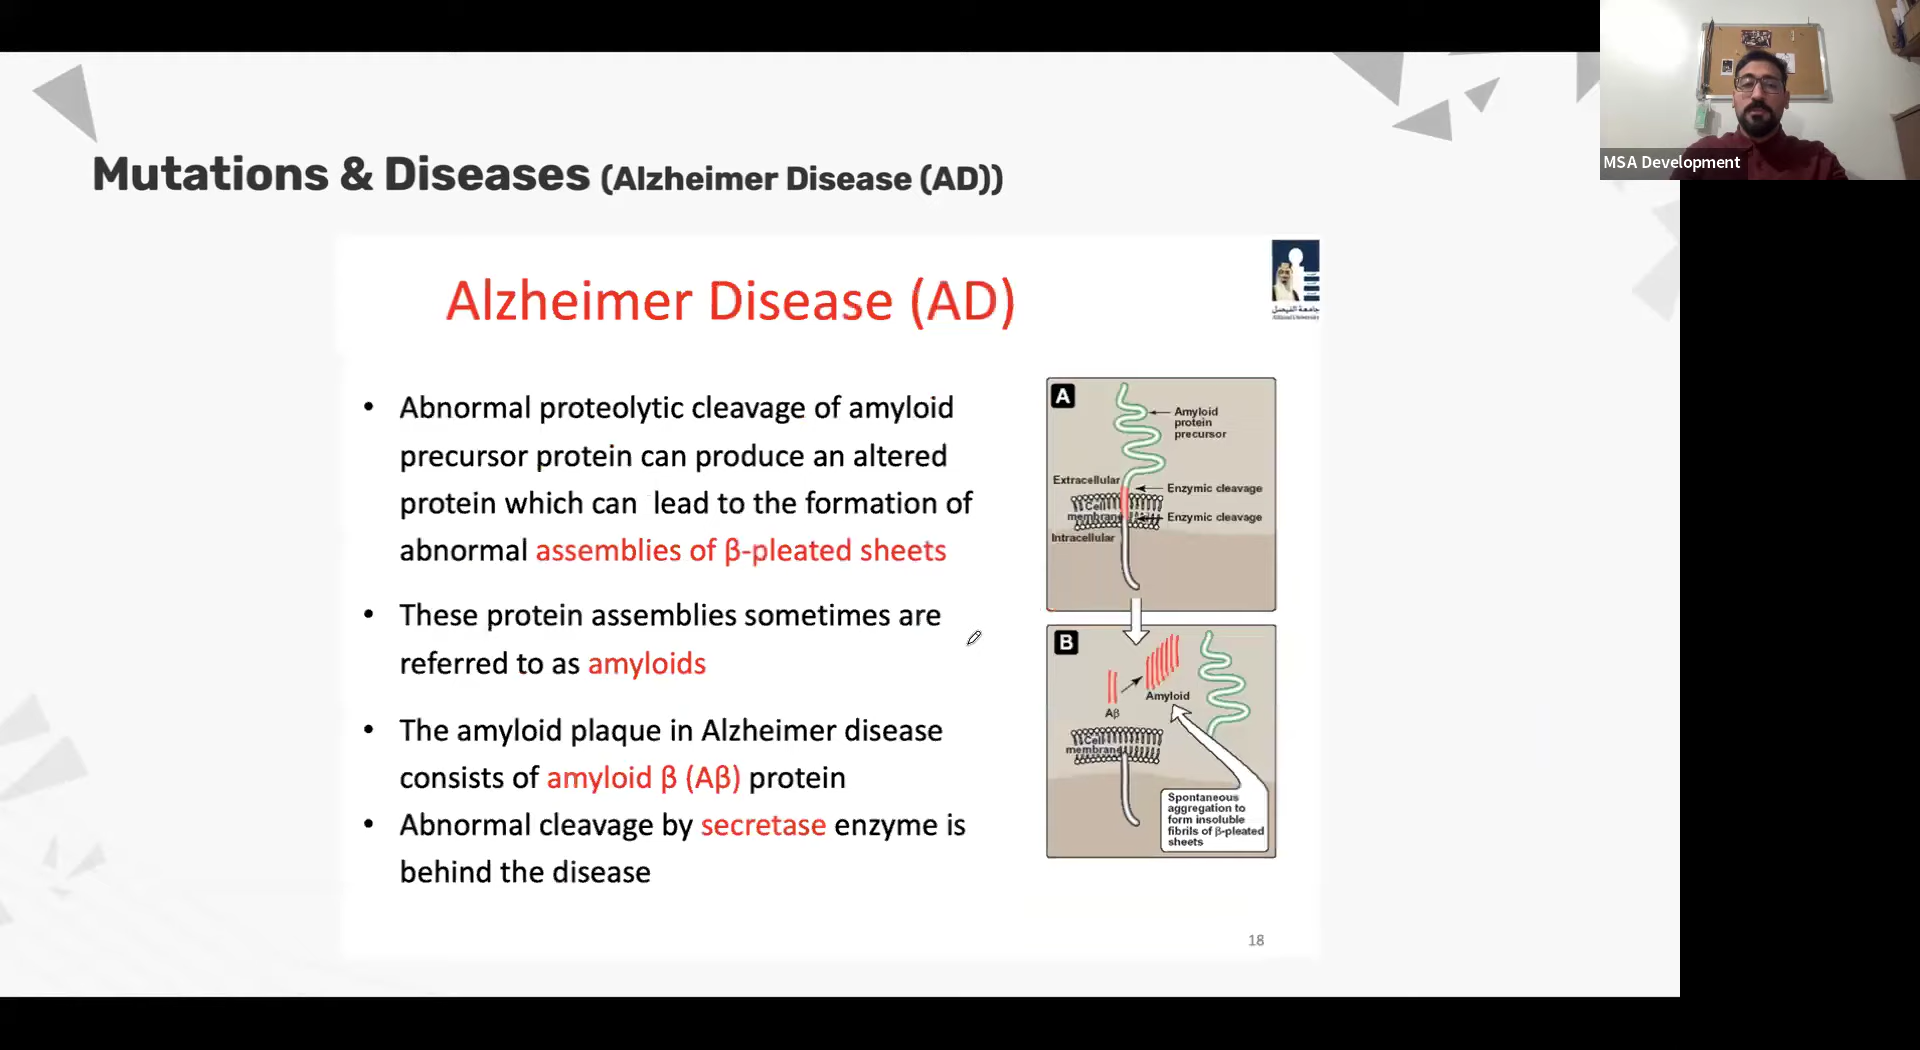 MSA Development
Mutations & Diseases (Alzheimer Disease (AD))
Alzheimer Disease (AD)
جامعة الفيصل
Alfaisal University
• Abnormal proteolytic cleavage of amyloid
precursor protein can produce an altered
protein which can lead to the formation of
abnormal assemblies of β-pleated sheets
• These protein assemblies sometimes are
referred to as amyloids
• The amyloid plaque in Alzheimer disease
consists of amyloid β (Aβ) protein
• Abnormal cleavage by secretase enzyme is
behind the disease
A
Amyloid
protein
precursor
Extracellular
Enzymic cleavage
Cell
membrane
Enzymic cleavage
Intracellular
B
Amyloid
Aβ
Cell
membrane
Spontaneous
aggregation to
form insoluble
fibrils of β-pleated
sheets
18